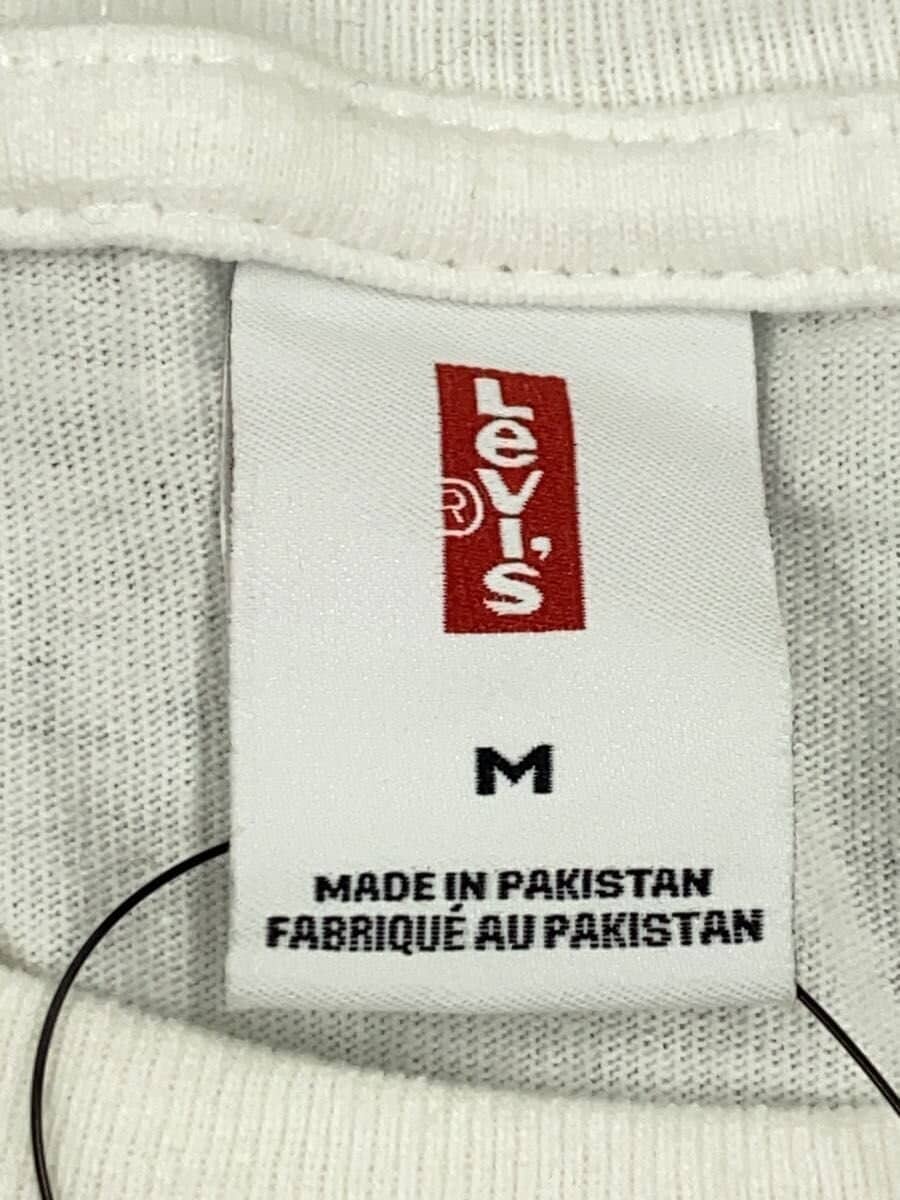 Levi's
®
M
MADE IN PAKISTAN
FABRIQUÉ AU PAKISTAN